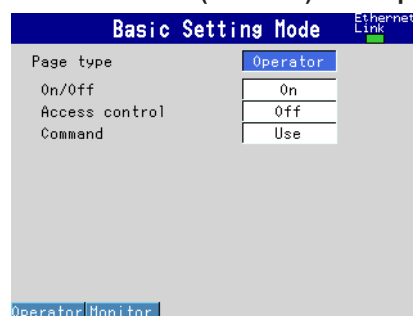 Basic Setting Mode
Ethernet
Link
Page type Operator
On/Off On
Access control Off
Command Use
Operator Monitor